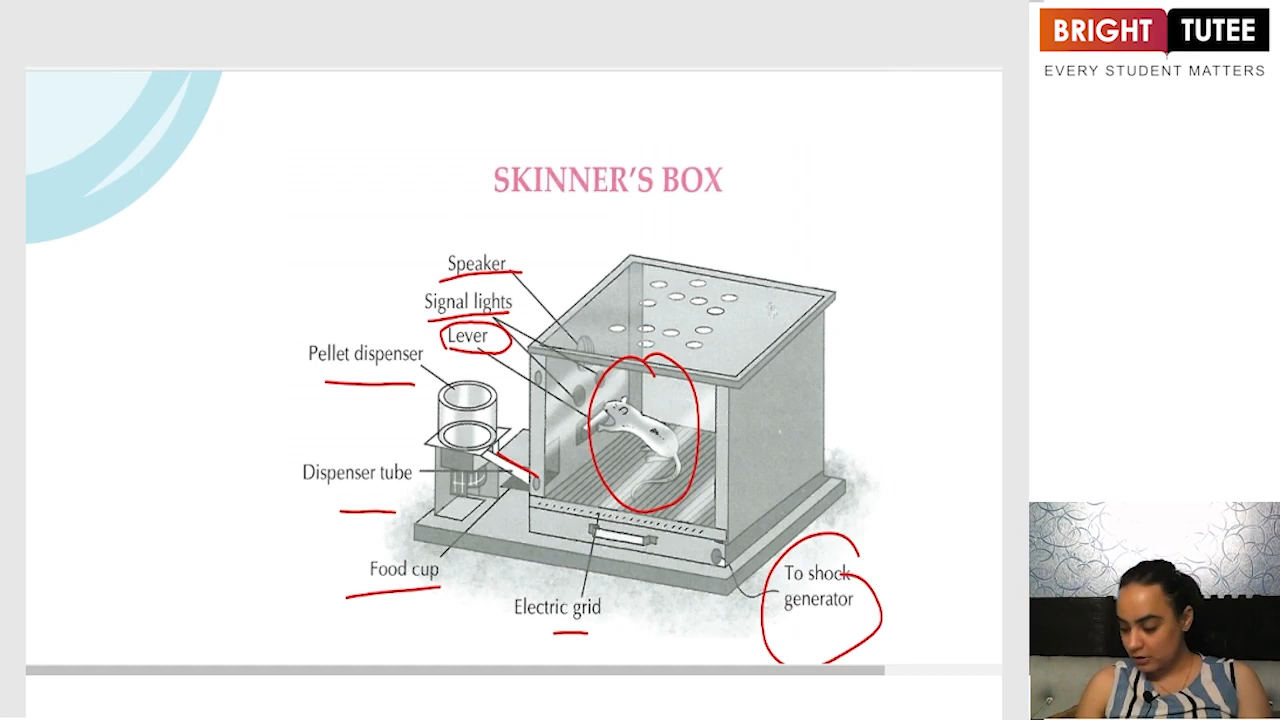 BRIGHT TUTEE
EVERY STUDENT MATTERS
SKINNER'S BOX
Speaker
Signal lights
Lever
Pellet dispenser
Dispenser tube
Food cup
Electric grid
To shock
generator